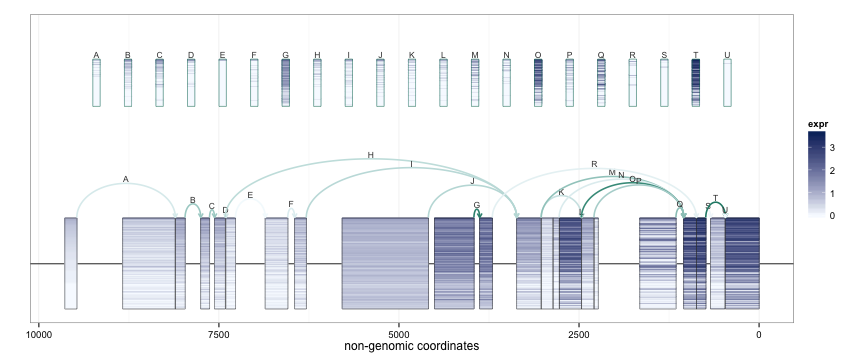 A B C D E F G H I J K L M N O P Q R S T U
expr
3
2
1
0
H
I
R
A
J
M N O P
E
K
B
C
D
F
G
L
Q
S
T
U
10000 7500 5000 2500 0
non-genomic coordinates